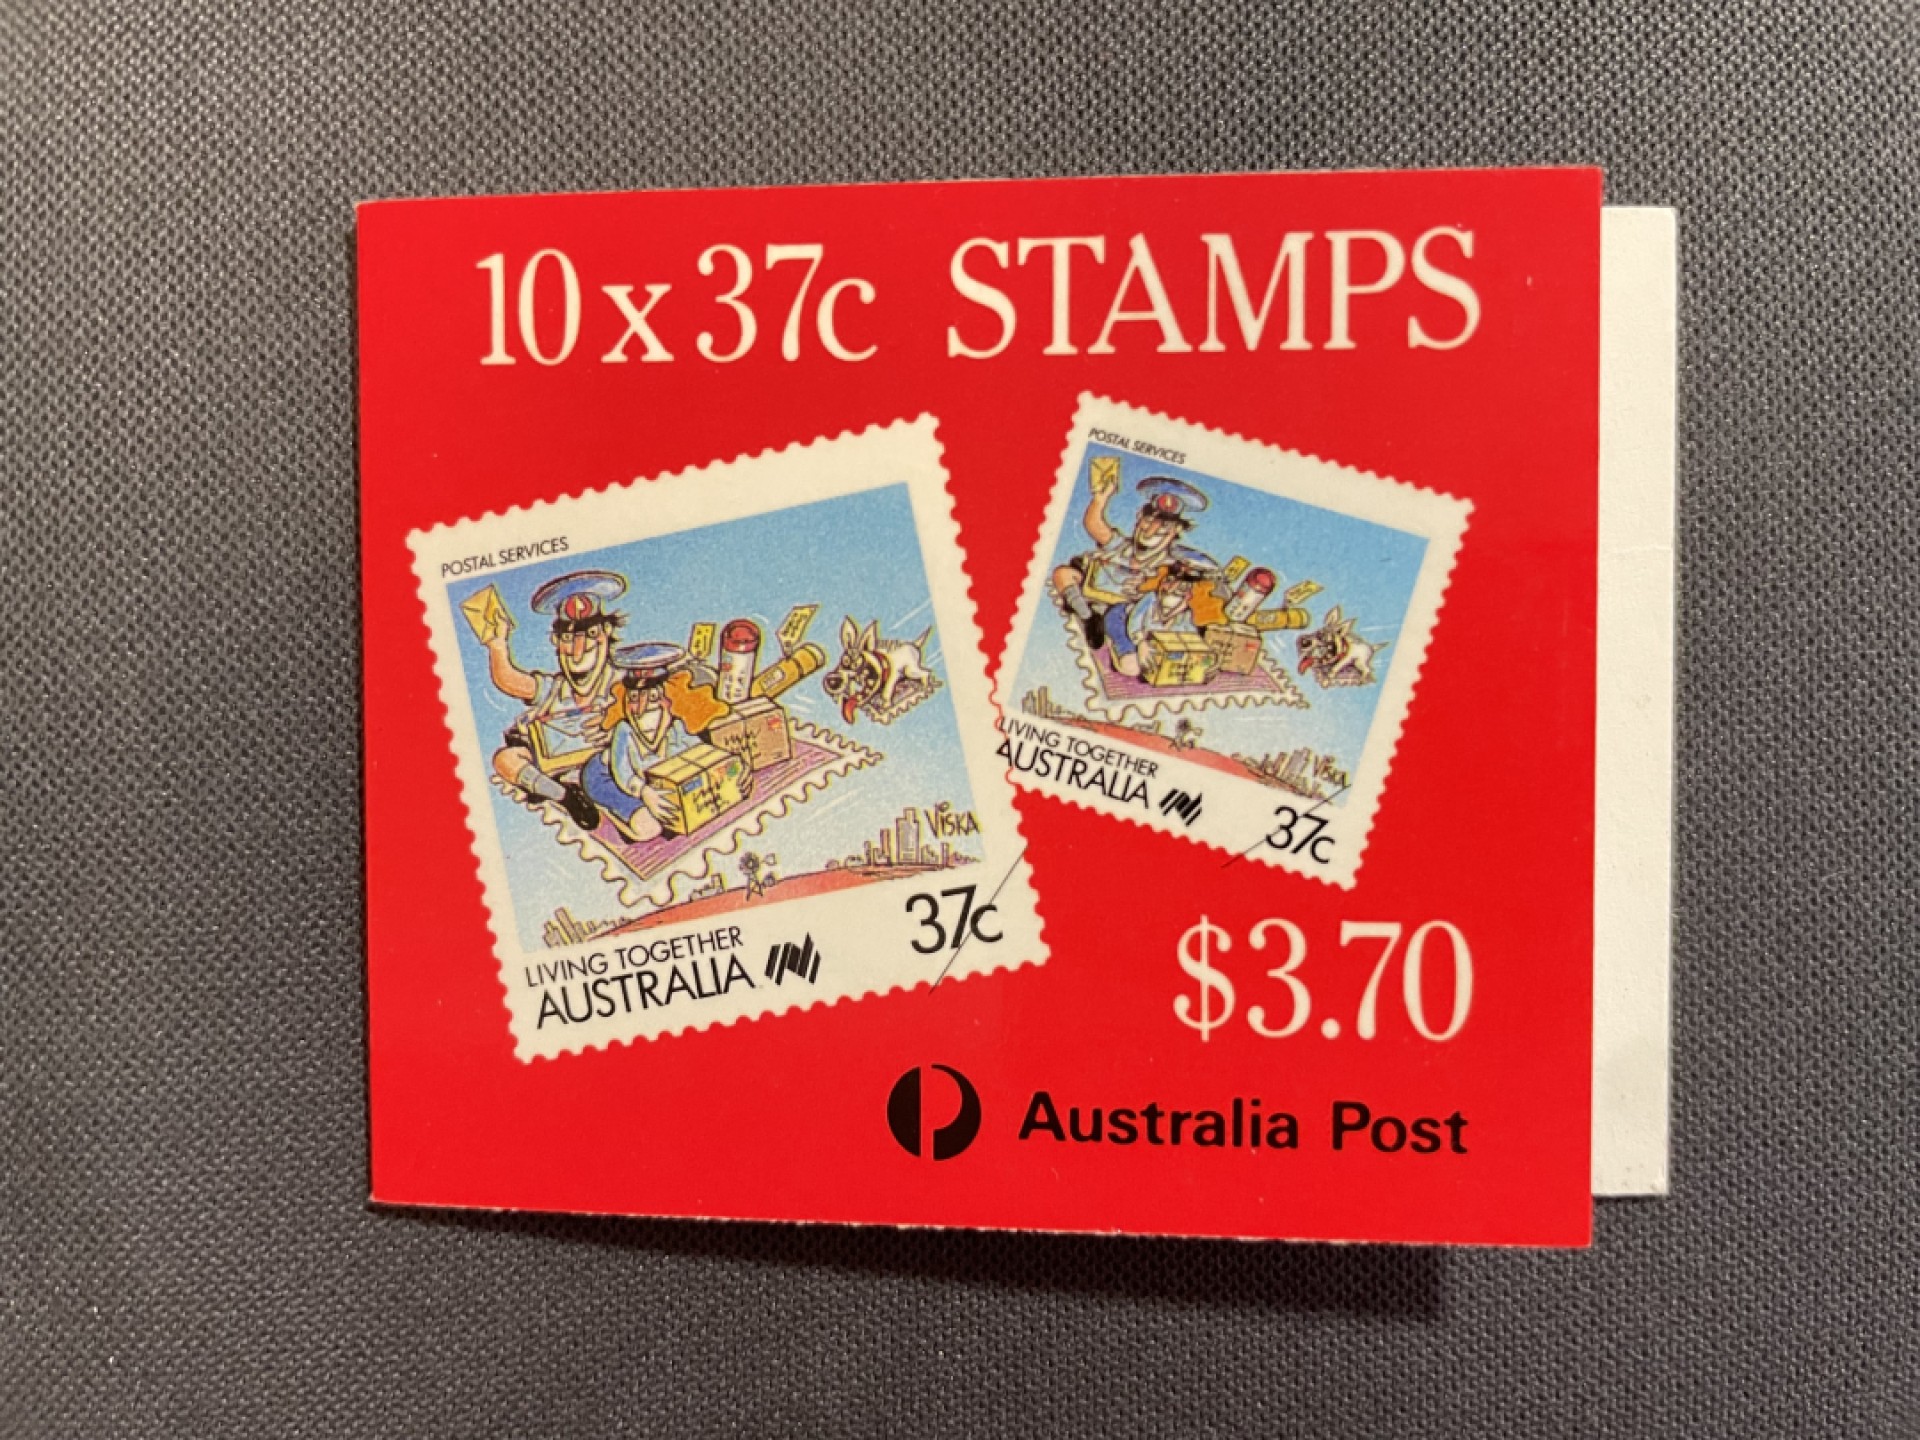 10 x 37c STAMPS
POSTAL SERVICES
VISKA
37c
LIVING TOGETHER
AUSTRALIA
POSTAL SERVICES
VISKA
LIVING TOGETHER
AUSTRALIA
37c
$3.70
Australia Post